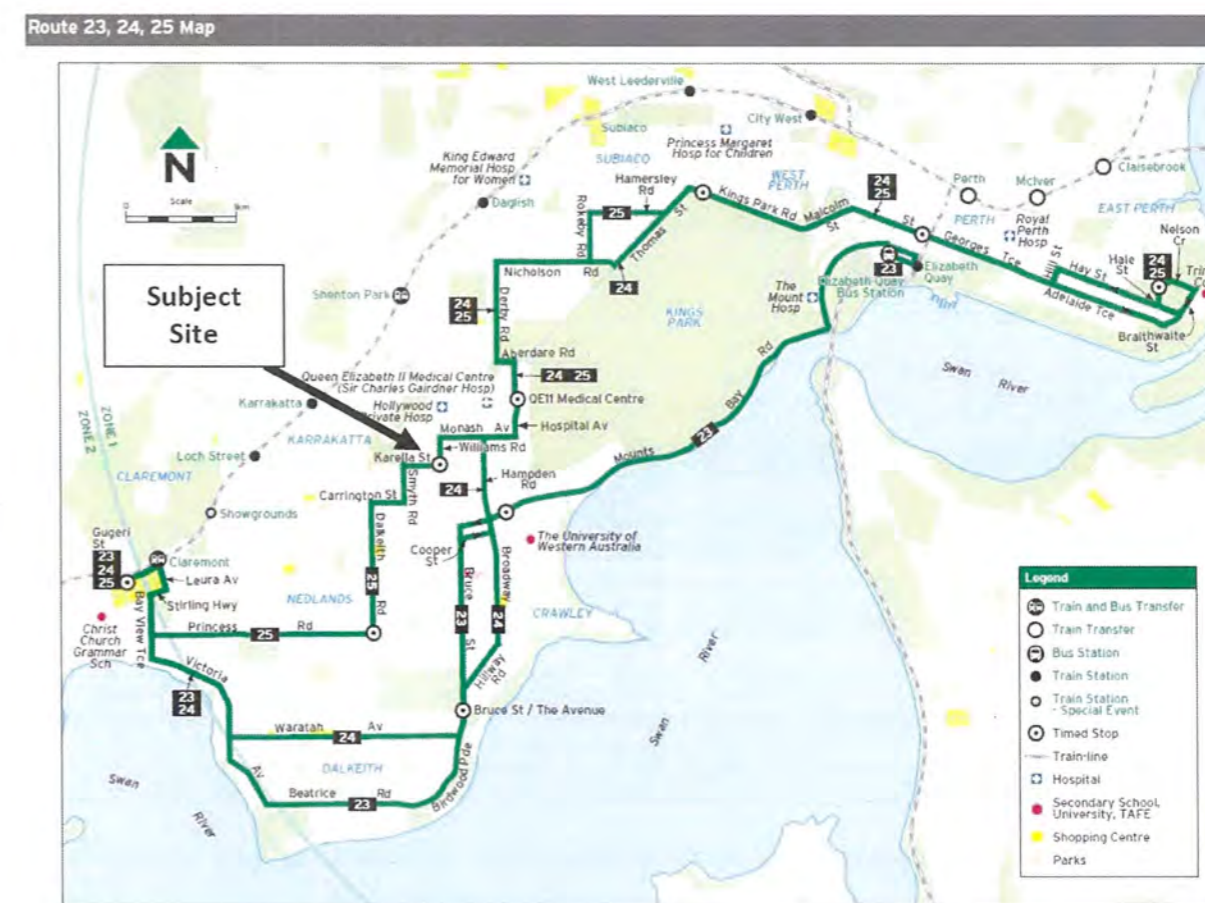 Route 23, 24, 25 Map
West Leederville
City West
Subiaco
Princess Margaret
Hosp for Children
King Edward
Memorial Hosp
for Women
SUBIACO
Hamersley
Rd
WEST
PERTH
Claisebrook
N
Scale
0
1km
Daglish
25
Rokeby Rd
Thomas St
Kings Park Rd
Malcolm
St
24
25
Perth
McIver
PERTH
Royal
Perth
Hosp
EAST PERTH
Nelson
Cr
St
Georges Tce
Hill St
Hay St
Hale
St
24
25
Adelaide Tce
Braithwaite
St
Subject
Site
Shenton Park
Nicholson Rd
24
Derby Rd
24
25
KINGS
PARK
The
Mount
Hosp
23
Elizabeth
Quay
Elizabeth Quay
Bus Station
Swan River
Aberdare Rd
24 25
Queen Elizabeth II Medical Centre
(Sir Charles Gairdner Hosp)
QE11 Medical Centre
Hollywood
Private Hosp
Karrakatta
KARRAKATTA
Monash Av
Hospital Av
Williams Rd
Karella St
Mounts Bay Rd
23
ZONE 1
ZONE 2
Loch Street
CLAREMONT
Carrington St
Smyth Rd
24
Hampden
Rd
Showgrounds
Gugeri
St
23
24
25
Claremont
Leura Av
Stirling Hwy
Dalkeith Rd
25
Cooper
St
The University of
Western Australia
Bruce St
23
Broadway
24
CRAWLEY
Hillway Rd
NEDLANDS
Princess Rd
25
Bay View Tce
Christ
Church
Grammar
Sch
Victoria Av
23
24
Bruce St / The Avenue
Waratah Av
24
DALKEITH
Beatrice Rd
23
Birdwood Pde
Swan River
Swan River
Legend
Train and Bus Transfer
Train Transfer
Bus Station
Train Station
Train Station
- Special Event
Timed Stop
Train-line
Hospital
Secondary School,
University, TAFE
Shopping Centre
Parks